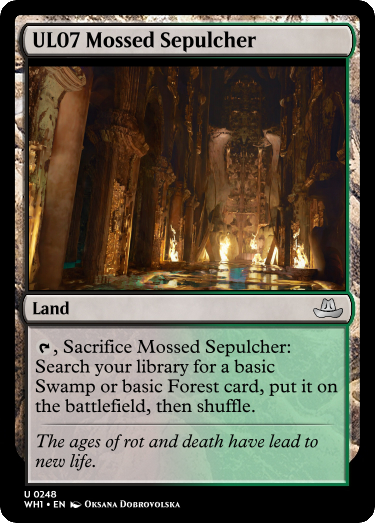 UL07 Mossed Sepulcher
Land
, Sacrifice Mossed Sepulcher:
Search your library for a basic
Swamp or basic Forest card, put it on
the battlefield, then shuffle.
The ages of rot and death have lead to
new life.
U 0248
WH1 • EN Oksana Dobrovolska